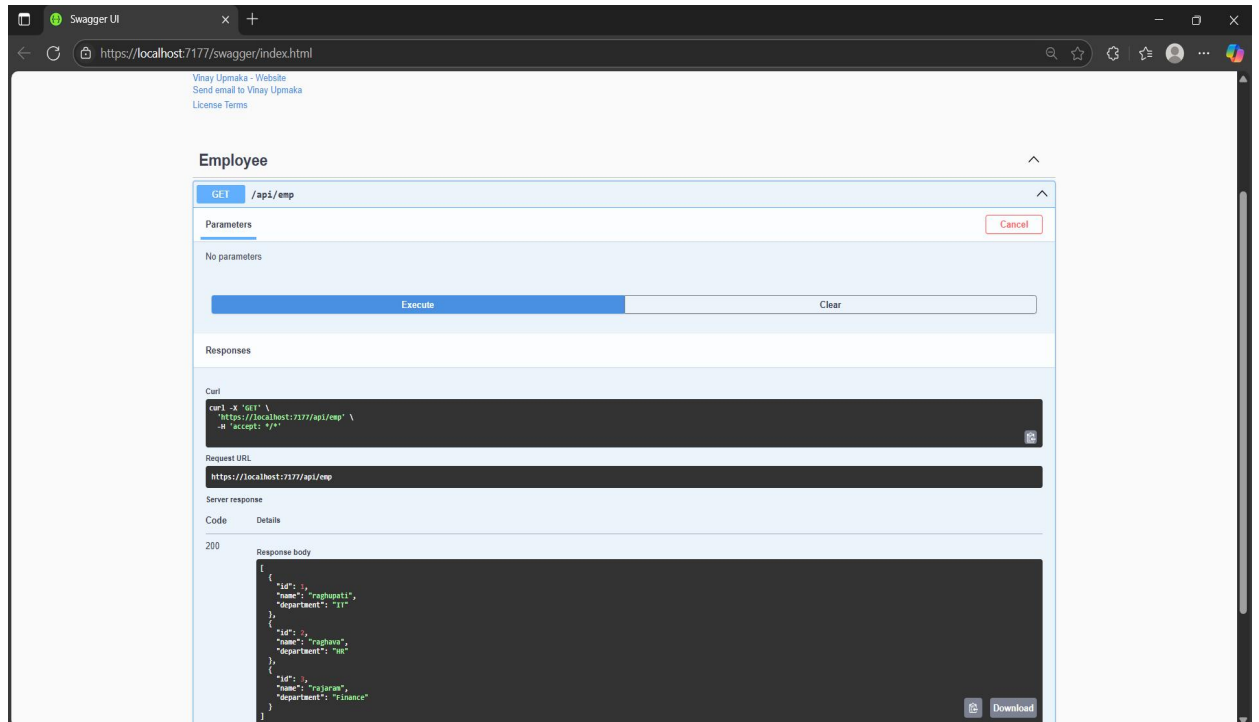 Swagger UI
https://localhost:7177/swagger/index.html
Vinay Upmaka - Website
Send email to Vinay Upmaka
License Terms
Employee
GET /api/emp
Parameters
Cancel
No parameters
Execute
Clear
Responses
Curl
curl -X 'GET' \
'https://localhost:7177/api/emp' \
-H 'accept: */*'
Request URL
https://localhost:7177/api/emp
Server response
Code Details
200
Response body
[
{
"id": 1,
"name": "raghupati",
"department": "IT"
},
{
"id": 2,
"name": "raghava",
"department": "HR"
},
{
"id": 3,
"name": "rajaram",
"department": "Finance"
}
]
Download